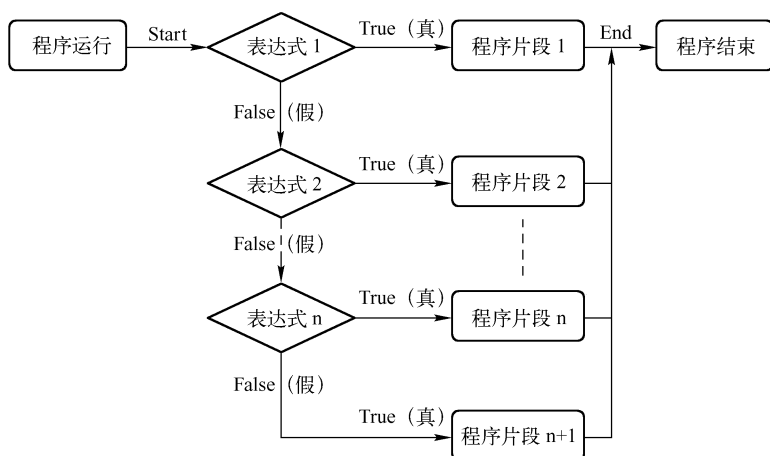 程序运行
Start
表达式 1
True（真）
程序片段 1
End
程序结束
False（假）
表达式 2
True（真）
程序片段 2
False（假）
表达式 n
True（真）
程序片段 n
False（假）
True（真）
程序片段 n+1